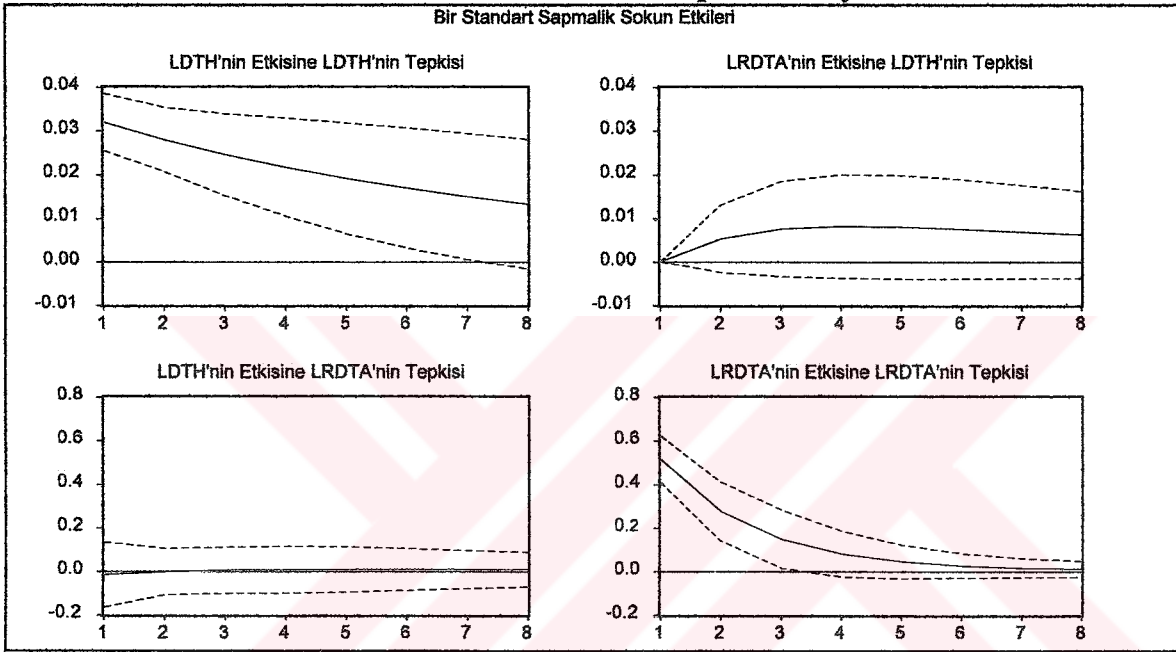 Bir Standart Sapmalik Sokun Etkileri
LDTH'nin Etkisine LDTH'nin Tepkisi
0.04
0.03
0.02
0.01
0.00
-0.01
1 2 3 4 5 6 7 8
LRDTA'nin Etkisine LDTH'nin Tepkisi
0.04
0.03
0.02
0.01
0.00
-0.01
1 2 3 4 5 6 7 8
LDTH'nin Etkisine LRDTA'nin Tepkisi
0.8
0.6
0.4
0.2
0.0
-0.2
1 2 3 4 5 6 7 8
LRDTA'nin Etkisine LRDTA'nin Tepkisi
0.8
0.6
0.4
0.2
0.0
-0.2
1 2 3 4 5 6 7 8